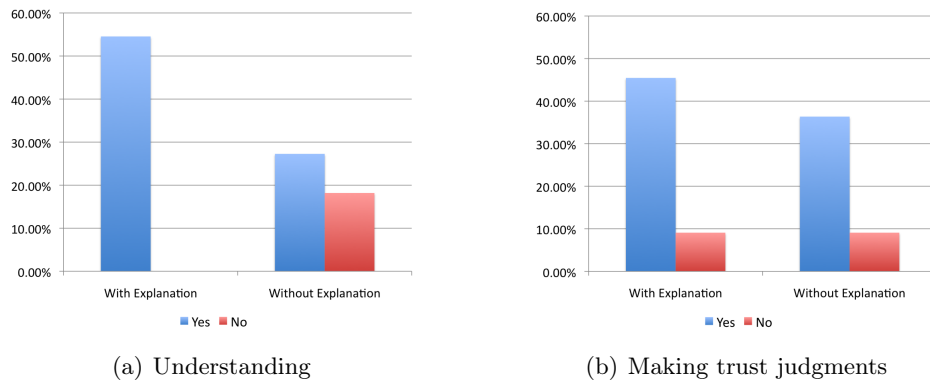 60.00%
50.00%
40.00%
30.00%
20.00%
10.00%
0.00%
With Explanation Without Explanation
Yes No
(a) Understanding
60.00%
50.00%
40.00%
30.00%
20.00%
10.00%
0.00%
With Explanation Without Explanation
Yes No
(b) Making trust judgments